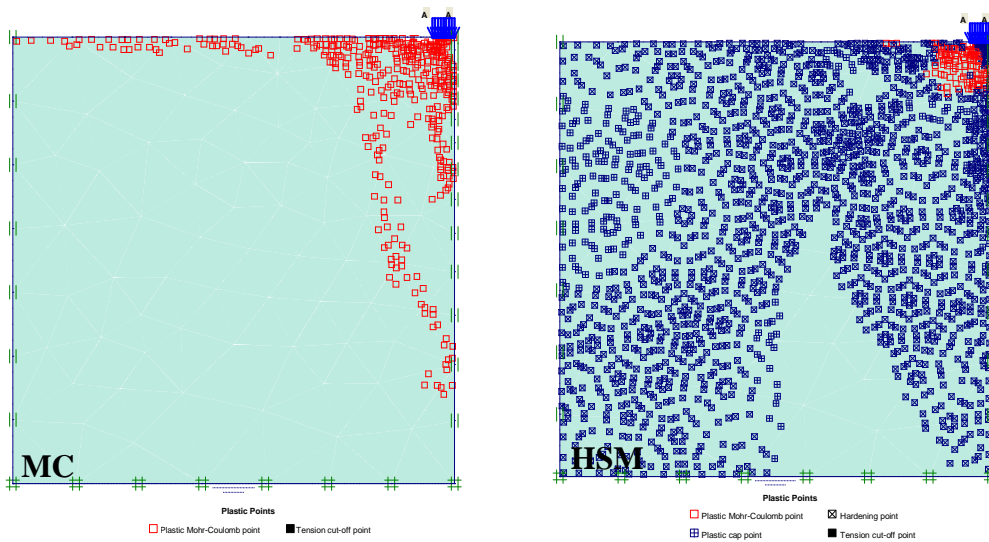 A A
A A
MC
HSM
Plastic Points
Plastic Mohr-Coulomb point Tension cut-off point
Plastic Points
Plastic Mohr-Coulomb point Hardening point
Plastic cap point Tension cut-off point